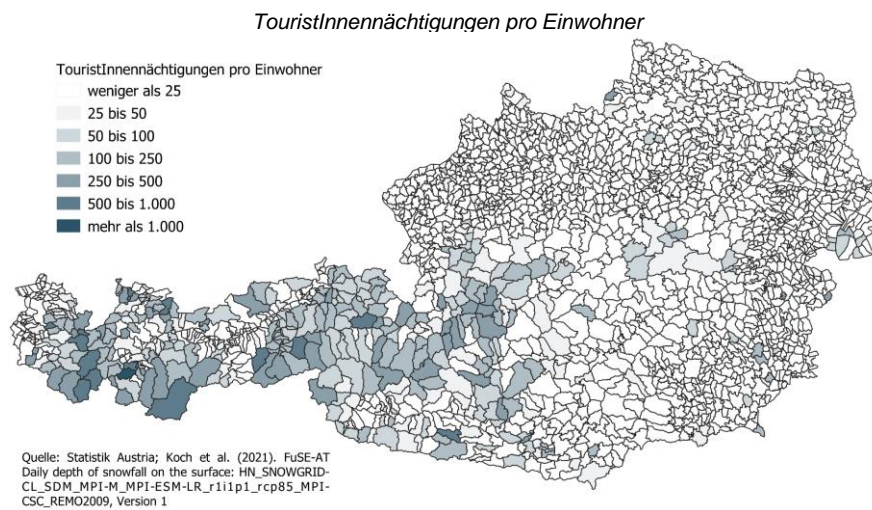 TouristInnennächtigungen pro Einwohner
TouristInnennächtigungen pro Einwohner
weniger als 25
25 bis 50
50 bis 100
100 bis 250
250 bis 500
500 bis 1.000
mehr als 1.000
Quelle: Statistik Austria; Koch et al. (2021). FuSE-AT
Daily depth of snowfall on the surface: HN_SNOWGRID-
CL_SDM_MPI-M_MPI-ESM-LR_r1i1p1_rcp85_MPI-
CSC_REMO2009, Version 1